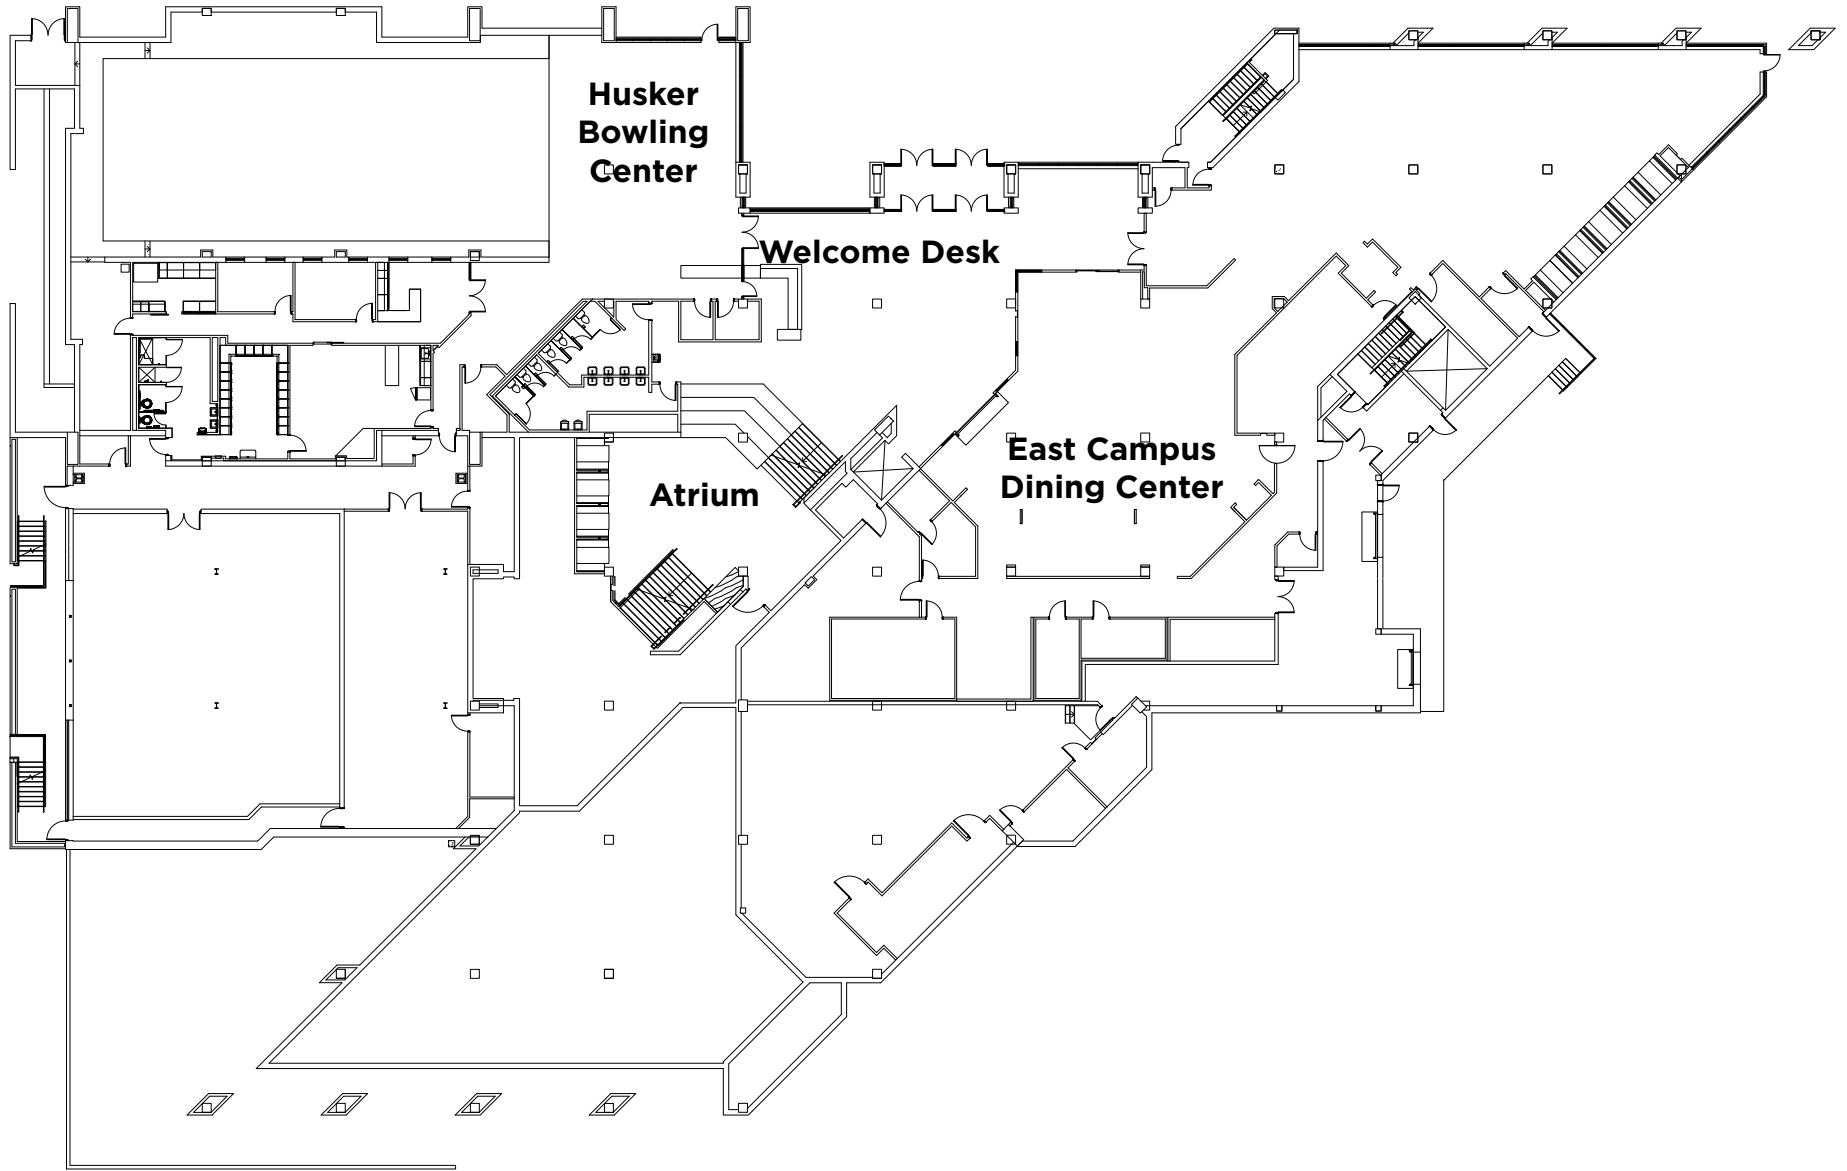 Husker
Bowling
Center
Welcome Desk
East Campus
Dining Center
Atrium